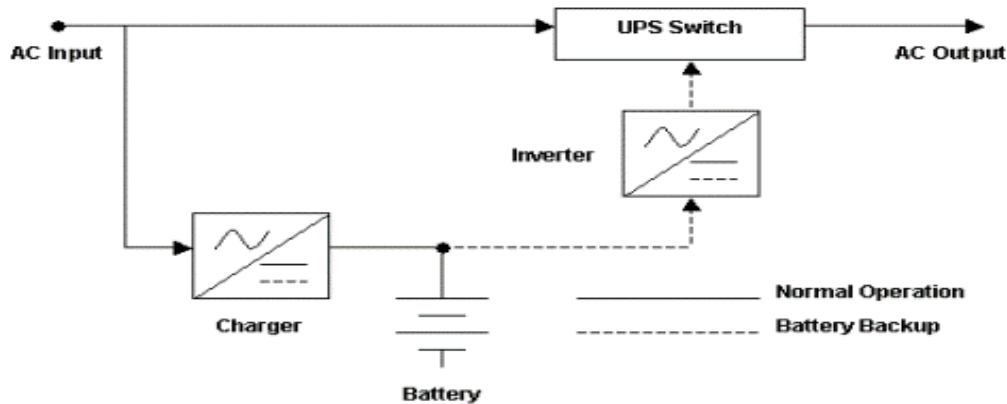 UPS Switch
AC Input
AC Output
Inverter
Normal Operation
Charger
Battery Backup
Battery